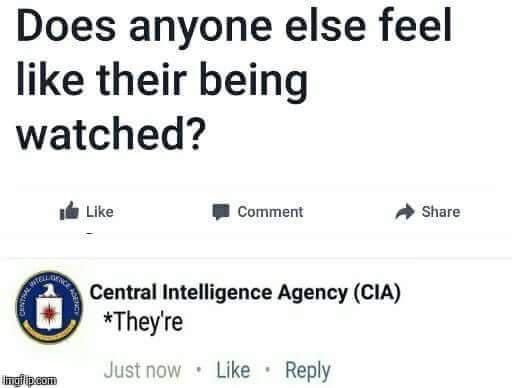 Does anyone else feel
like their being
watched?
Like Comment Share
CENTRAL INTELLIGENCE AGENCY
Central Intelligence Agency (CIA)
*They're
Just now · Like · Reply
imgflip.com